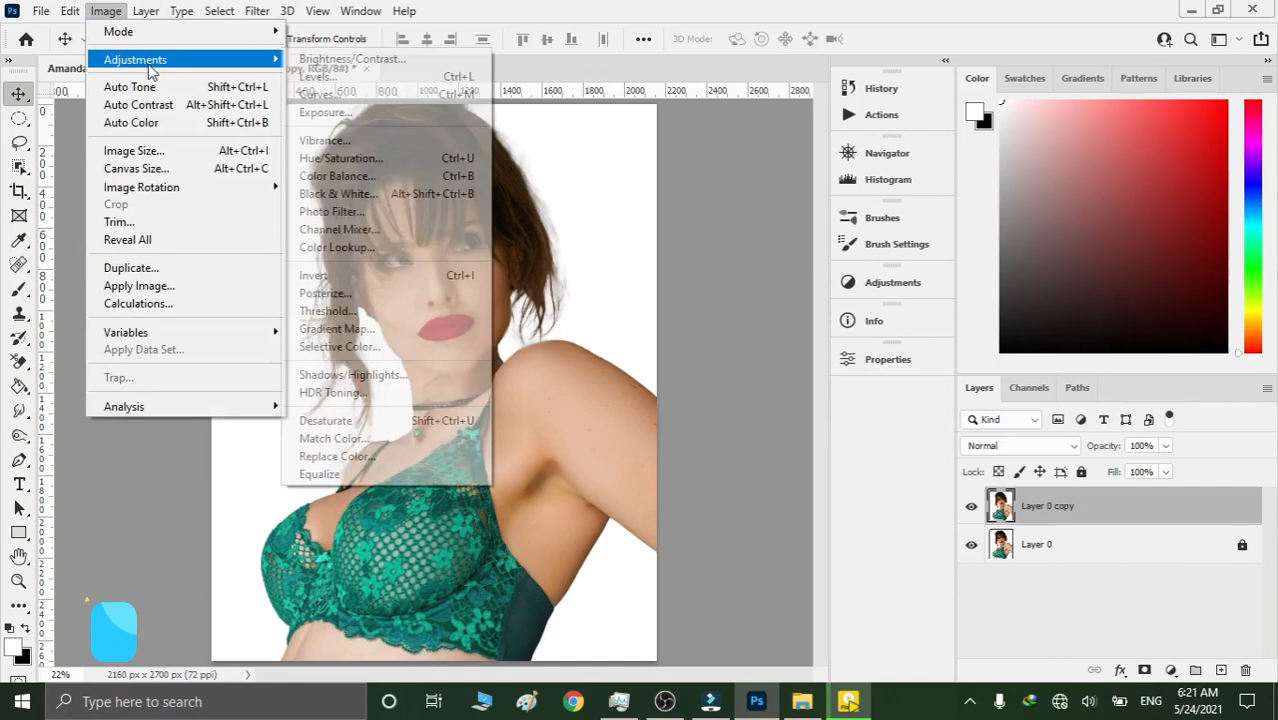 Ps File Edit Image Layer Type Select Filter 3D View Window Help
Transform Controls
3D Mode:
Amanda
opy, RGB/8#) *
Mode
Adjustments
Auto Tone Shift+Ctrl+L
Auto Contrast Alt+Shift+Ctrl+L
Auto Color Shift+Ctrl+B
Image Size... Alt+Ctrl+I
Canvas Size... Alt+Ctrl+C
Image Rotation
Crop
Trim...
Reveal All
Duplicate...
Apply Image...
Calculations...
Variables
Apply Data Set...
Trap...
Analysis
Brightness/Contrast...
Levels... Ctrl+L
Curves... Ctrl+M
Exposure...
Vibrance...
Hue/Saturation... Ctrl+U
Color Balance... Ctrl+B
Black & White... Alt+Shift+Ctrl+B
Photo Filter...
Channel Mixer...
Color Lookup...
Invert Ctrl+I
Posterize...
Threshold...
Gradient Map...
Selective Color...
Shadows/Highlights...
HDR Toning...
Desaturate Shift+Ctrl+U
Match Color...
Replace Color...
Equalize
1400 1600 1800 2000 2200 2400 2600 2800
History
Actions
Navigator
Histogram
Brushes
Brush Settings
Adjustments
Info
Properties
Color Swatches Gradients Patterns Libraries
Layers Channels Paths
Kind
Normal Opacity: 100%
Lock: Fill: 100%
Layer 0 copy
Layer 0
22% 2160 px x 2700 px (72 ppi)
Type here to search
Ps
ENG
6:21 AM
5/24/2021